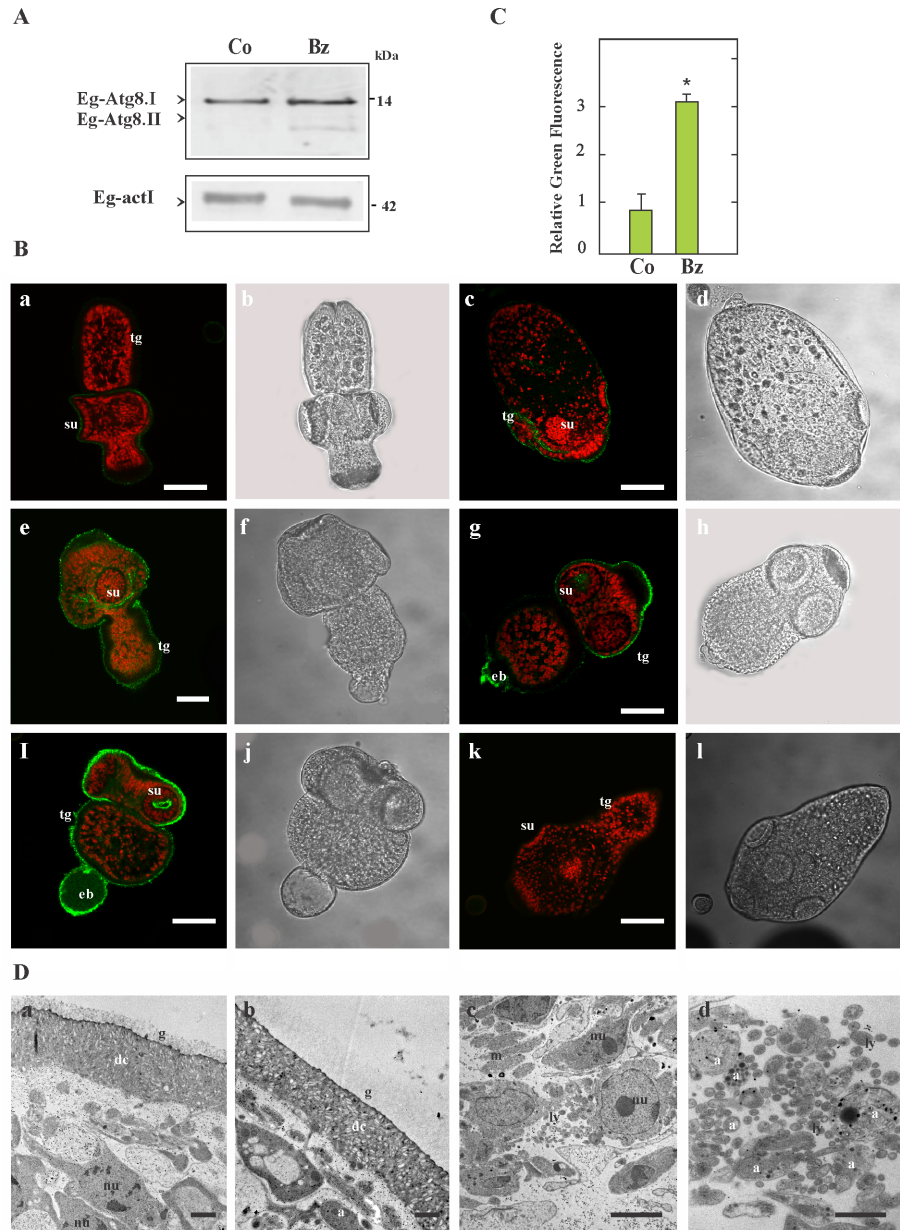 A
C
Co Bz
kDa
Eg-Atg8.I
14
Eg-Atg8.II
Eg-actI
42
Relative Green Fluorescence
3
2
1
0
*
Co Bz
B
a
tg
su
b
c
tg
su
d
e
su
tg
f
g
su
tg
eb
h
I
su
tg
eb
j
k
tg
su
l
D
a
g
dc
nu
nu
b
g
dc
a
c
nu
m
nu
ly
d
ly
a
a
a
a
a
a